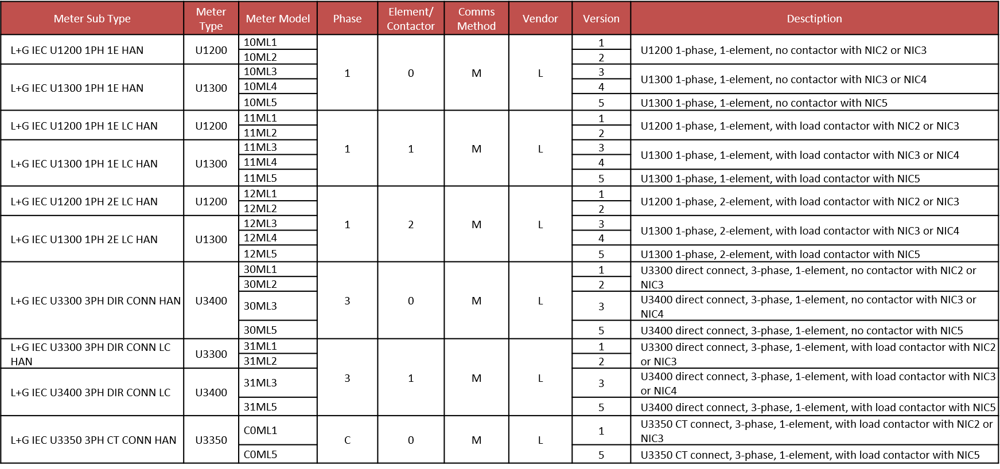 Meter Sub Type
Meter
Type
Meter Model
Phase
Element/
Contactor
Comms
Method
Vendor
Version
Desctiption
L+G IEC U1200 1PH 1E HAN
U1200
10ML1
10ML2
1
0
M
L
1
2
U1200 1-phase, 1-element, no contactor with NIC2 or NIC3
L+G IEC U1300 1PH 1E HAN
U1300
10ML3
10ML4
10ML5
3
4
5
U1300 1-phase, 1-element, no contactor with NIC3 or NIC4
U1300 1-phase, 1-element, no contactor with NIC5
L+G IEC U1200 1PH 1E LC HAN
U1200
11ML1
11ML2
1
1
M
L
1
2
U1200 1-phase, 1-element, with load contactor with NIC2 or NIC3
L+G IEC U1300 1PH 1E LC HAN
U1300
11ML3
11ML4
11ML5
3
4
5
U1300 1-phase, 1-element, with load contactor with NIC3 or NIC4
U1300 1-phase, 1-element, with load contactor with NIC5
L+G IEC U1200 1PH 2E LC HAN
U1200
12ML1
12ML2
1
2
M
L
1
2
U1200 1-phase, 2-element, with load contactor with NIC2 or NIC3
L+G IEC U1300 1PH 2E LC HAN
U1300
12ML3
12ML4
12ML5
3
4
5
U1300 1-phase, 2-element, with load contactor with NIC3 or NIC4
U1300 1-phase, 2-element, with load contactor with NIC5
L+G IEC U3300 3PH DIR CONN HAN
U3400
30ML1
30ML2
30ML3
30ML5
3
0
M
L
1
2
3
5
U3300 direct connect, 3-phase, 1-element, no contactor with NIC2 or
NIC3
U3400 direct connect, 3-phase, 1-element, no contactor with NIC3 or
NIC4
U3400 direct connect, 3-phase, 1-element, no contactor with NIC5
L+G IEC U3300 3PH DIR CONN LC
HAN
U3300
31ML1
31ML2
3
1
M
L
1
2
U3300 direct connect, 3-phase, 1-element, with load contactor with NIC2
or NIC3
L+G IEC U3400 3PH DIR CONN LC
U3400
31ML3
31ML5
3
5
U3400 direct connect, 3-phase, 1-element, with load contactor with NIC3
or NIC4
U3400 direct connect, 3-phase, 1-element, with load contactor with NIC5
L+G IEC U3350 3PH CT CONN HAN
U3350
C0ML1
C0ML5
C
0
M
L
1
5
U3350 CT connect, 3-phase, 1-element, with load contactor with NIC2 or
NIC3
U3350 CT connect, 3-phase, 1-element, with load contactor with NIC5